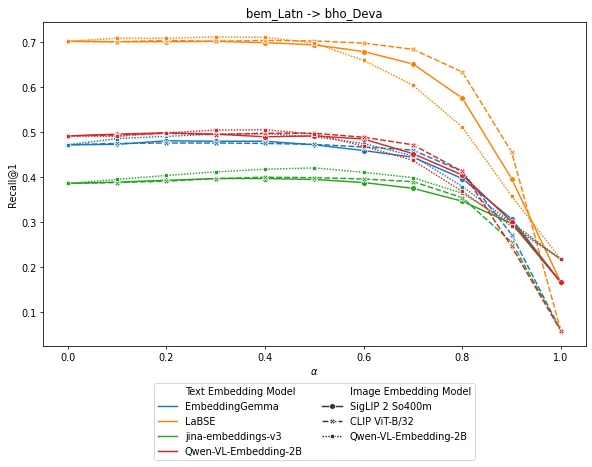 bem_Latn -> bho_Deva
Recall@1
0.7
0.6
0.5
0.4
0.3
0.2
0.1
0.0
0.2
0.4
0.6
0.8
1.0
α
Text Embedding Model
EmbeddingGemma
LaBSE
jina-embeddings-v3
Qwen-VL-Embedding-2B
Image Embedding Model
SigLIP 2 So400m
CLIP ViT-B/32
Qwen-VL-Embedding-2B